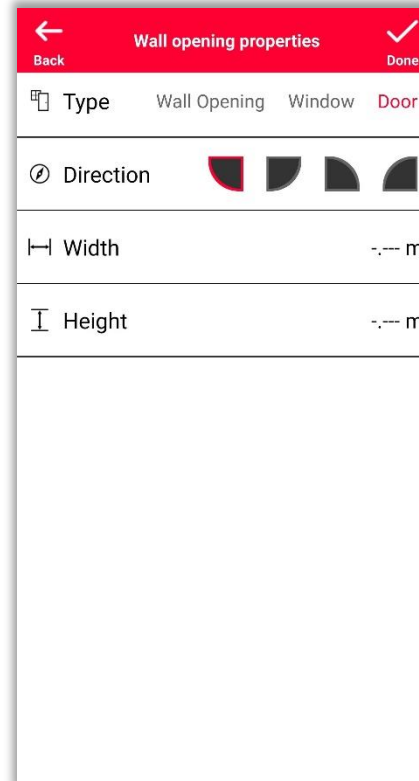 Back
Wall opening properties
Done
Type Wall Opening Window Door
Direction
Width -.--- m
Height -.--- m